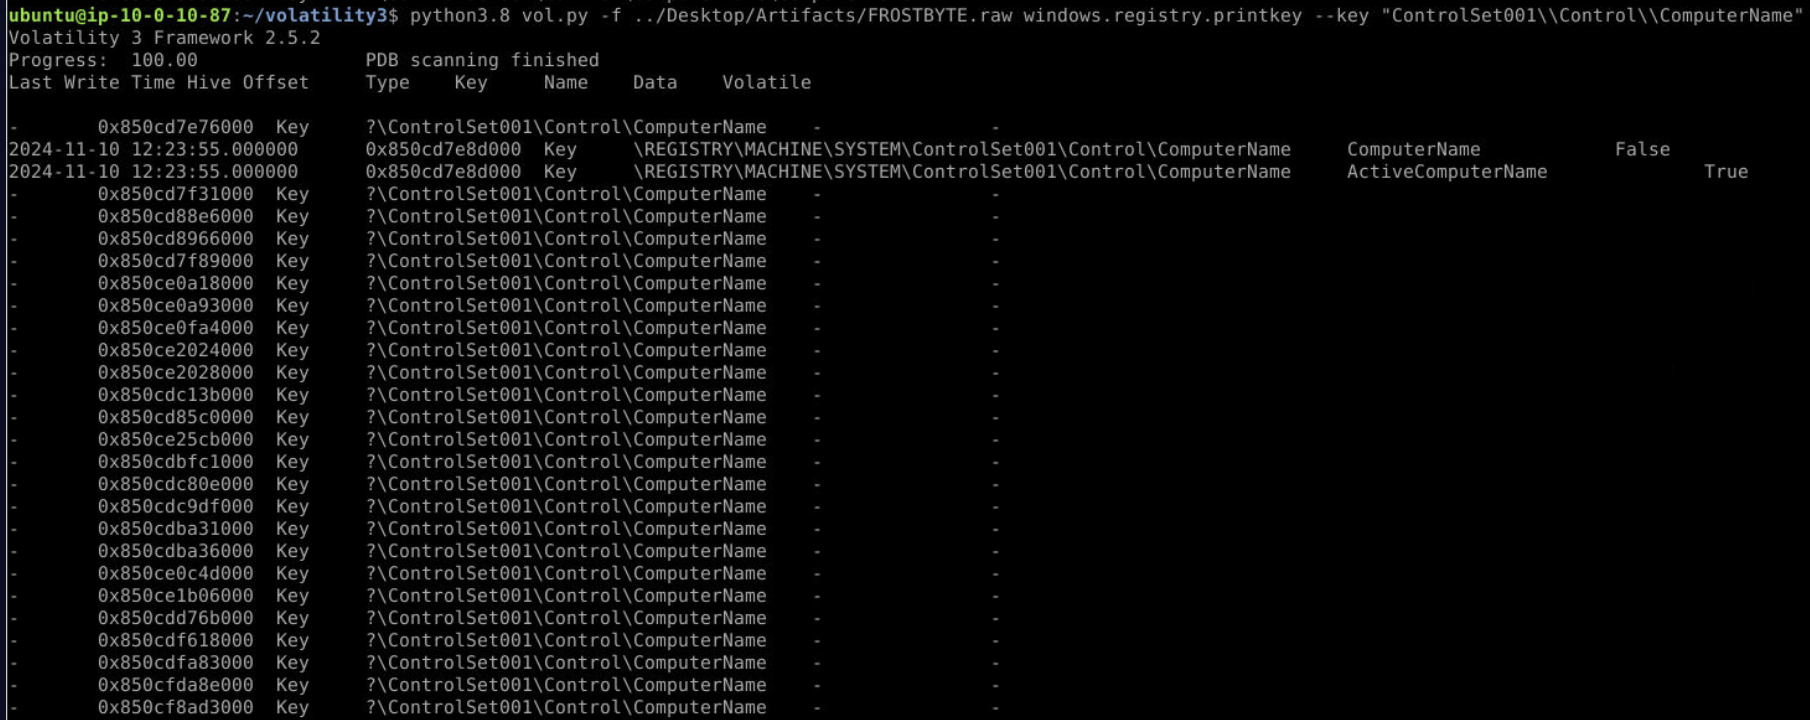 ubuntu@ip-10-0-10-87:~/volatility3$ python3.8 vol.py -f ../Desktop/Artifacts/FROSTBYTE.raw windows.registry.printkey --key "ControlSet001\\Control\\ComputerName"
Volatility 3 Framework 2.5.2
Progress:  100.00               PDB scanning finished
Last Write Time Hive Offset     Type    Key     Name    Data    Volatile
-       0x850cd7e76000  Key     ?\ControlSet001\Control\ComputerName    -               -
2024-11-10 12:23:55.000000      0x850cd7e8d000  Key     \REGISTRY\MACHINE\SYSTEM\ControlSet001\Control\ComputerName     ComputerName            False
2024-11-10 12:23:55.000000      0x850cd7e8d000  Key     \REGISTRY\MACHINE\SYSTEM\ControlSet001\Control\ComputerName     ActiveComputerName              True
-       0x850cd7f31000  Key     ?\ControlSet001\Control\ComputerName    -               -
-       0x850cd88e6000  Key     ?\ControlSet001\Control\ComputerName    -               -
-       0x850cd8966000  Key     ?\ControlSet001\Control\ComputerName    -               -
-       0x850cd7f89000  Key     ?\ControlSet001\Control\ComputerName    -               -
-       0x850ce0a18000  Key     ?\ControlSet001\Control\ComputerName    -               -
-       0x850ce0a93000  Key     ?\ControlSet001\Control\ComputerName    -               -
-       0x850ce0fa4000  Key     ?\ControlSet001\Control\ComputerName    -               -
-       0x850ce2024000  Key     ?\ControlSet001\Control\ComputerName    -               -
-       0x850ce2028000  Key     ?\ControlSet001\Control\ComputerName    -               -
-       0x850cdc13b000  Key     ?\ControlSet001\Control\ComputerName    -               -
-       0x850cd85c0000  Key     ?\ControlSet001\Control\ComputerName    -               -
-       0x850ce25cb000  Key     ?\ControlSet001\Control\ComputerName    -               -
-       0x850cdbfc1000  Key     ?\ControlSet001\Control\ComputerName    -               -
-       0x850cdc80e000  Key     ?\ControlSet001\Control\ComputerName    -               -
-       0x850cdc9df000  Key     ?\ControlSet001\Control\ComputerName    -               -
-       0x850cdba31000  Key     ?\ControlSet001\Control\ComputerName    -               -
-       0x850cdba36000  Key     ?\ControlSet001\Control\ComputerName    -               -
-       0x850ce0c4d000  Key     ?\ControlSet001\Control\ComputerName    -               -
-       0x850ce1b06000  Key     ?\ControlSet001\Control\ComputerName    -               -
-       0x850cdd76b000  Key     ?\ControlSet001\Control\ComputerName    -               -
-       0x850cdf618000  Key     ?\ControlSet001\Control\ComputerName    -               -
-       0x850cdfa83000  Key     ?\ControlSet001\Control\ComputerName    -               -
-       0x850cfda8e000  Key     ?\ControlSet001\Control\ComputerName    -               -
-       0x850cf8ad3000  Key     ?\ControlSet001\Control\ComputerName    -               -